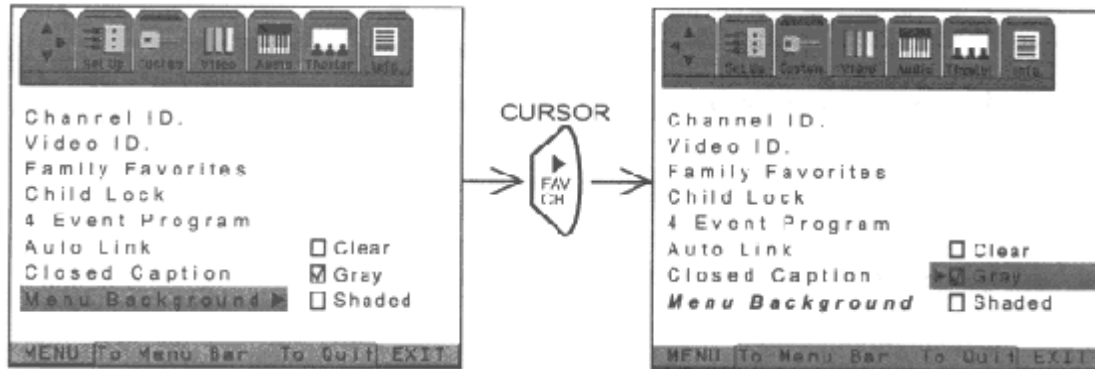 Set Up Custom Video Audio Theater Info
Channel ID.
Video ID.
Family Favorites
Child Lock
4 Event Program
Auto Link
Clear
Closed Caption
Gray
Menu Background
Shaded
MENU To Menu Bar To Quit EXIT
CURSOR
FAV
CH
Set Up Custom Video Audio Theater Info
Channel ID.
Video ID.
Family Favorites
Child Lock
4 Event Program
Auto Link
Clear
Closed Caption
Gray
Menu Background
Shaded
MENU To Menu Bar To Quit EXIT